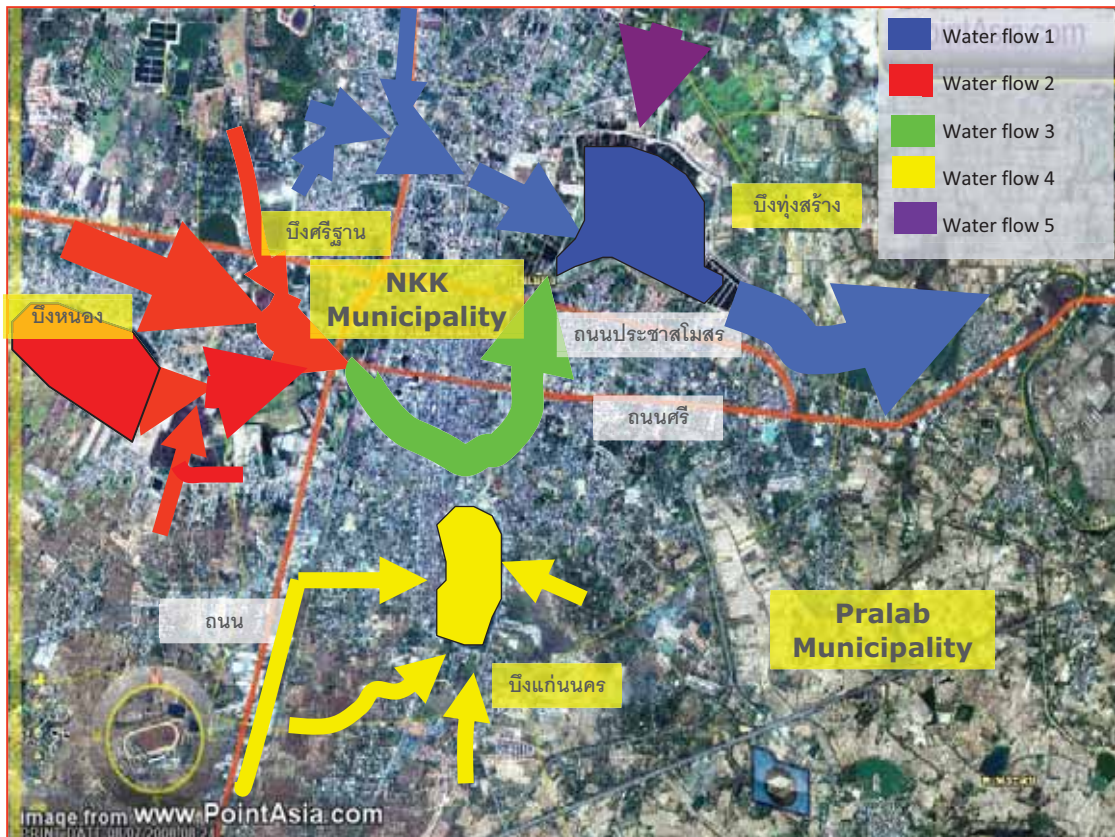 Water flow 1
Water flow 2
Water flow 3
Water flow 4
Water flow 5
บึงทุ่งสร้าง
บึงศรีฐาน
NKK
Municipality
บึงหนอง
ถนนประชาสโมสร
ถนนศรี
ถนน
Pralab
Municipality
บึงแก่นนคร
N
Image from www.PointAsia.com